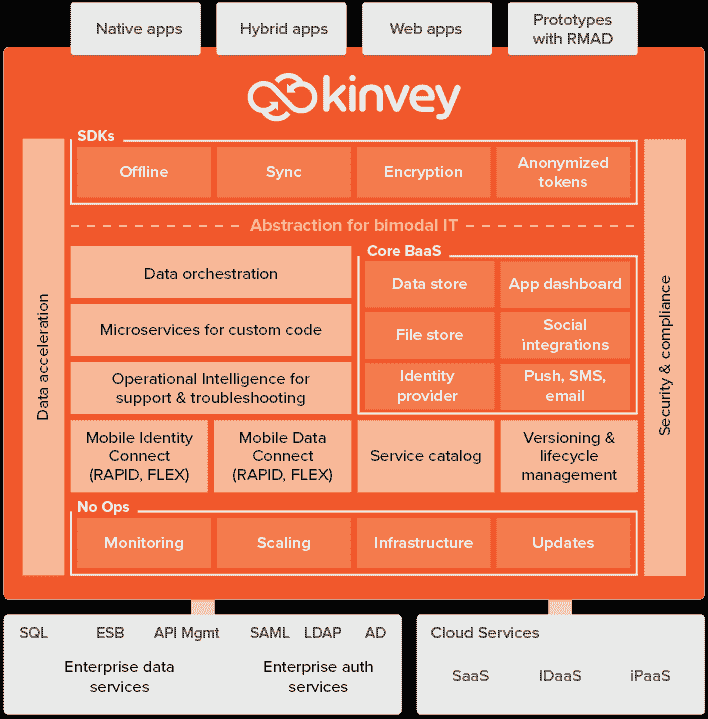 Native apps
Hybrid apps
Web apps
Prototypes
with RMAD
kinvey
SDKs
Offline
Sync
Encryption
Anonymized
tokens
Abstraction for bimodal IT
Data acceleration
Data orchestration
Microservices for custom code
Operational Intelligence for
support & troubleshooting
Core BaaS
Data store
App dashboard
File store
Social
integrations
Identity
provider
Push, SMS,
email
Security & compliance
Mobile Identity
Connect
(RAPID, FLEX)
Mobile Data
Connect
(RAPID, FLEX)
Service catalog
Versioning &
lifecycle
management
No Ops
Monitoring
Scaling
Infrastructure
Updates
SQL
ESB
API Mgmt
Enterprise data
services
SAML
LDAP
AD
Enterprise auth
services
Cloud Services
SaaS
IDaaS
iPaaS